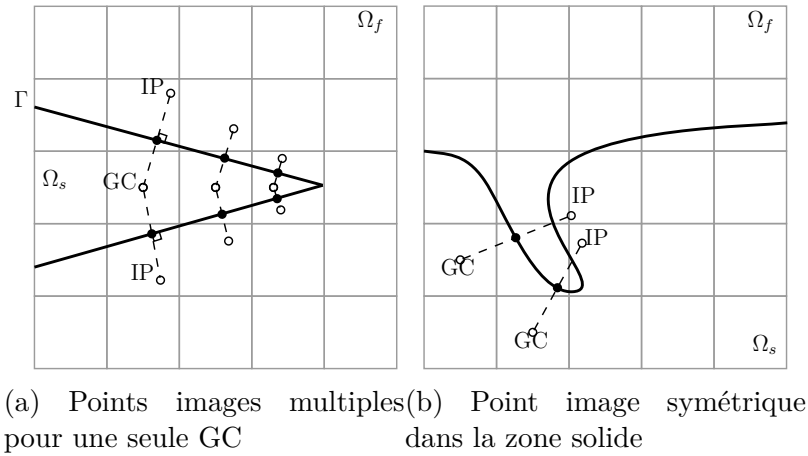 Ω_f
IP
Γ
Ω_s
GC
IP
(a) Points images multiples
pour une seule GC
Ω_f
IP
IP
GC
GC
Ω_s
(b) Point image symétrique
dans la zone solide